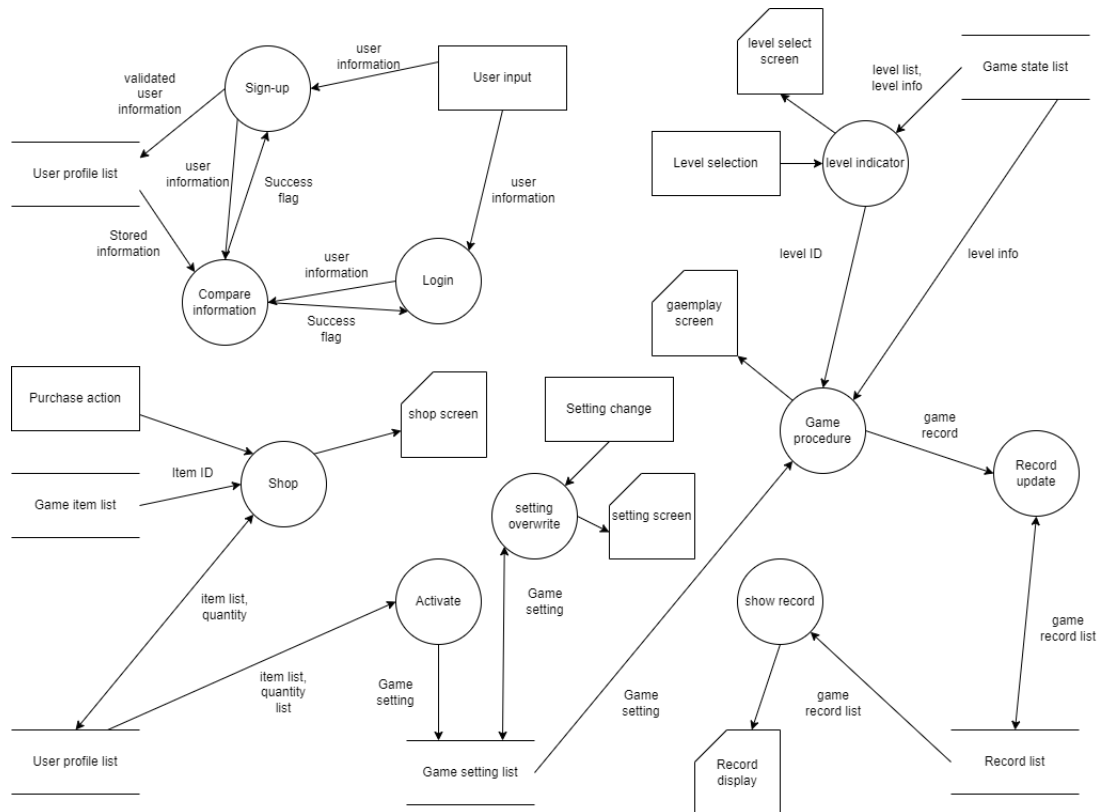 user
information
User input
Sign-up
validated
user
information
User profile list
user
information
Success
flag
user
information
Stored
information
Compare
information
user
information
Success
flag
Login
level select
screen
level list,
level info
Game state list
Level selection
level indicator
level ID
level info
gaemplay
screen
Game
procedure
game
record
Record
update
Purchase action
shop screen
Item ID
Game item list
Shop
Setting change
setting
overwrite
setting screen
item list,
quantity
Activate
Game
setting
show record
game
record list
item list,
quantity
list
Game
setting
Game
setting
game
record list
User profile list
Game setting list
Record
display
Record list